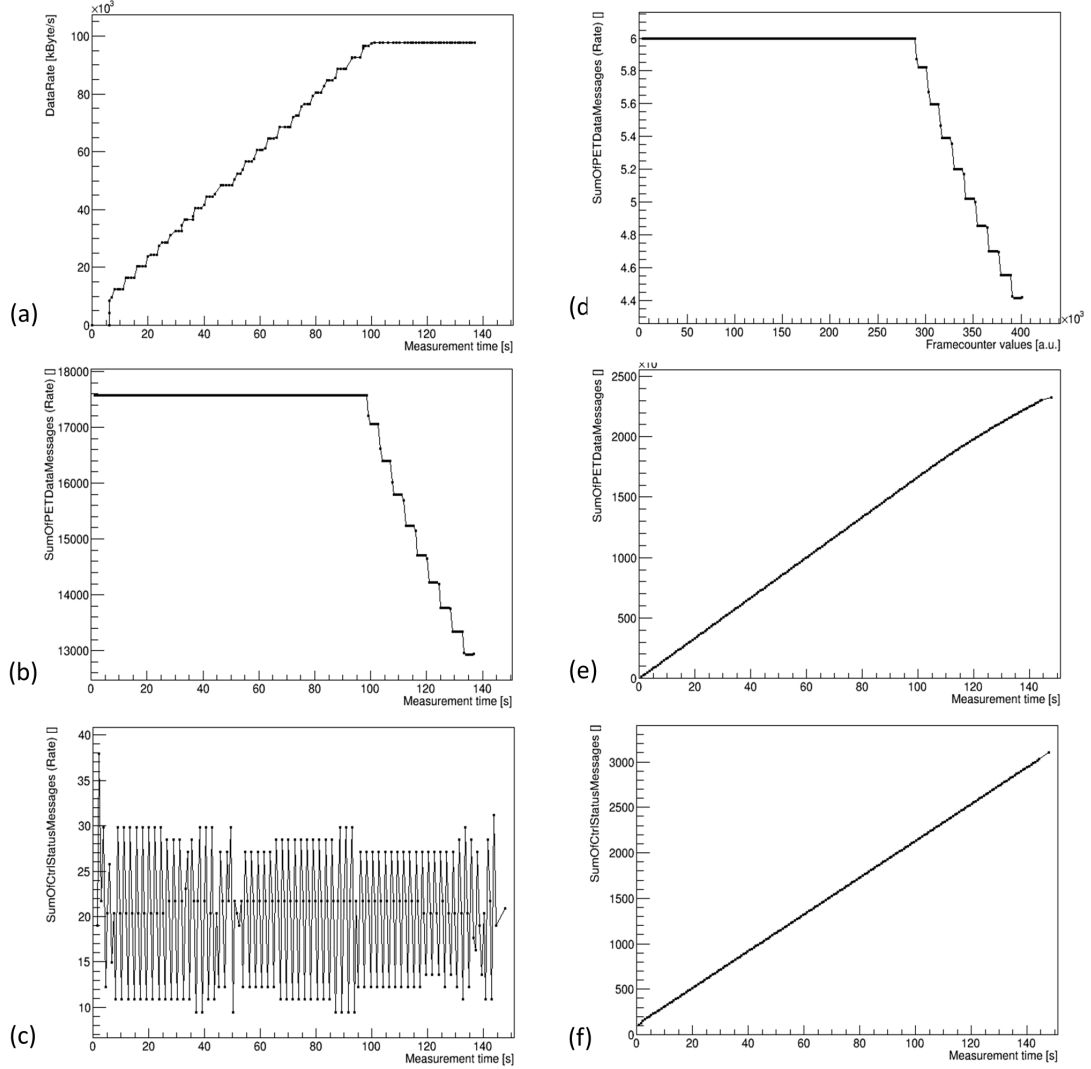 ×10³
DataRate [kByte/s]
100
80
60
40
20
0
0 20 40 60 80 100 120 140
Measurement time [s]
(a)
SumOfPETDataMessages (Rate) []
6
5.8
5.6
5.4
5.2
5
4.8
4.6
4.4
0 50 100 150 200 250 300 350 400
×10³
Framecounter values [a.u.]
(d
SumOfPETDataMessages (Rate) []
18000
17000
16000
15000
14000
13000
0 20 40 60 80 100 120 140
Measurement time [s]
(b)
SumOfPETDataMessages []
2500
2000
1500
1000
500
0
0 20 40 60 80 100 120 140
Measurement time [s]
(e)
SumOfCtrlStatusMessages (Rate) []
40
35
30
25
20
15
10
0 20 40 60 80 100 120 140
Measurement time [s]
(c)
SumOfCtrlStatusMessages []
3000
2500
2000
1500
1000
500
0
0 20 40 60 80 100 120 140
Measurement time [s]
(f)